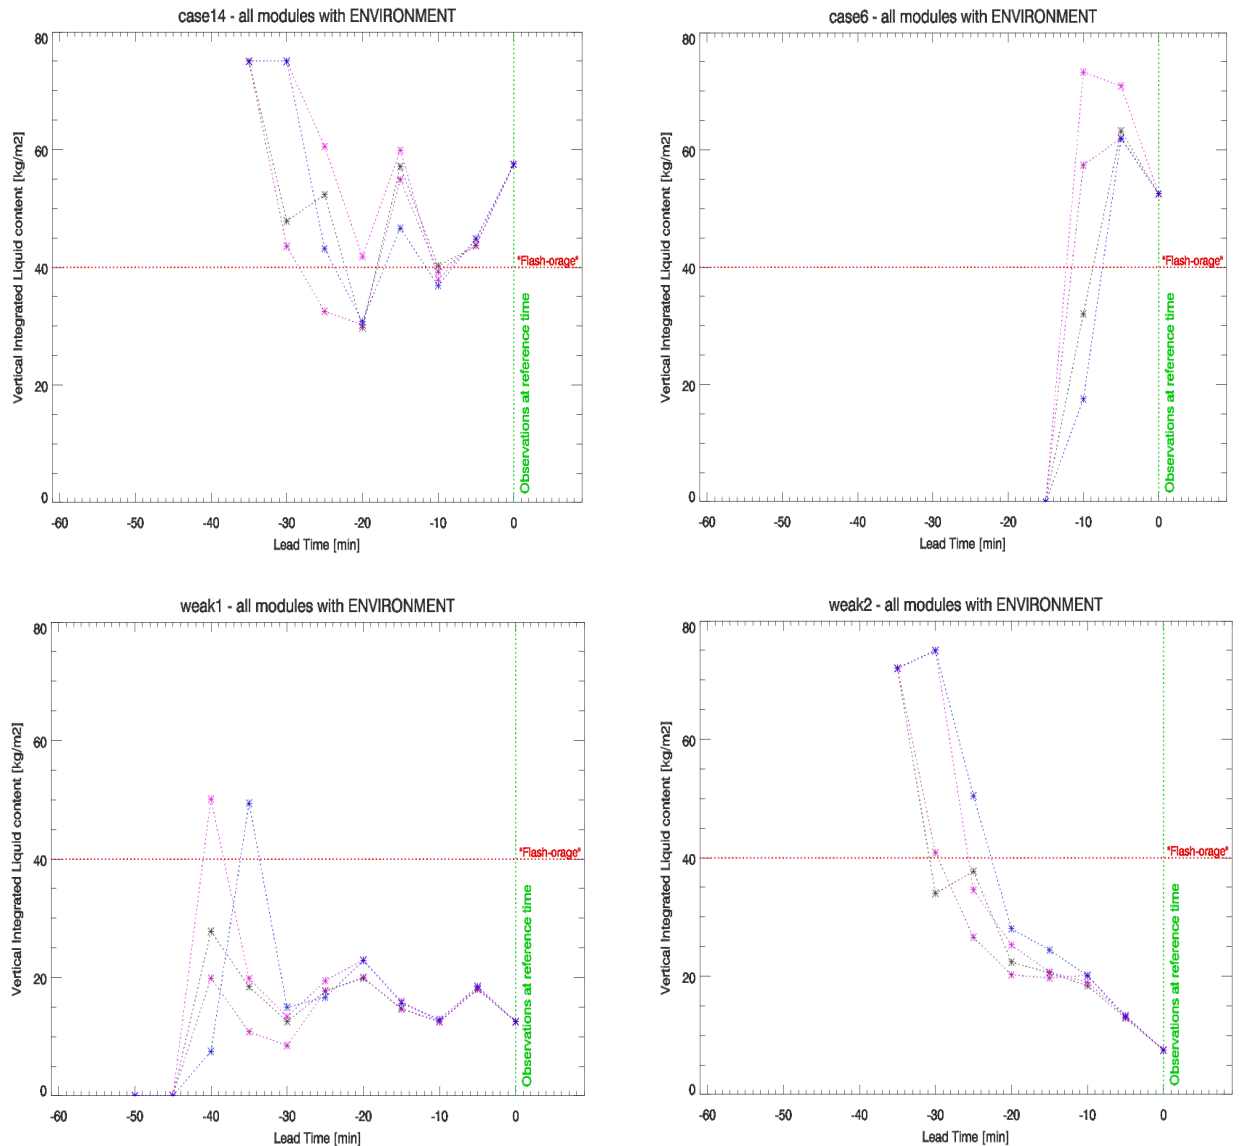 case14 - all modules with ENVIRONMENT
80
60
40
20
0
Vertical Integrated Liquid content [kg/m2]
"Flash-orage"
Observations at reference time
-60 -50 -40 -30 -20 -10 0
Lead Time [min]
case6 - all modules with ENVIRONMENT
80
60
40
20
0
Vertical Integrated Liquid content [kg/m2]
"Flash-orage"
Observations at reference time
-60 -50 -40 -30 -20 -10 0
Lead Time [min]
weak1 - all modules with ENVIRONMENT
80
60
40
20
0
Vertical Integrated Liquid content [kg/m2]
"Flash-orage"
Observations at reference time
-60 -50 -40 -30 -20 -10 0
Lead Time [min]
weak2 - all modules with ENVIRONMENT
80
60
40
20
0
Vertical Integrated Liquid content [kg/m2]
"Flash-orage"
Observations at reference time
-60 -50 -40 -30 -20 -10 0
Lead Time [min]